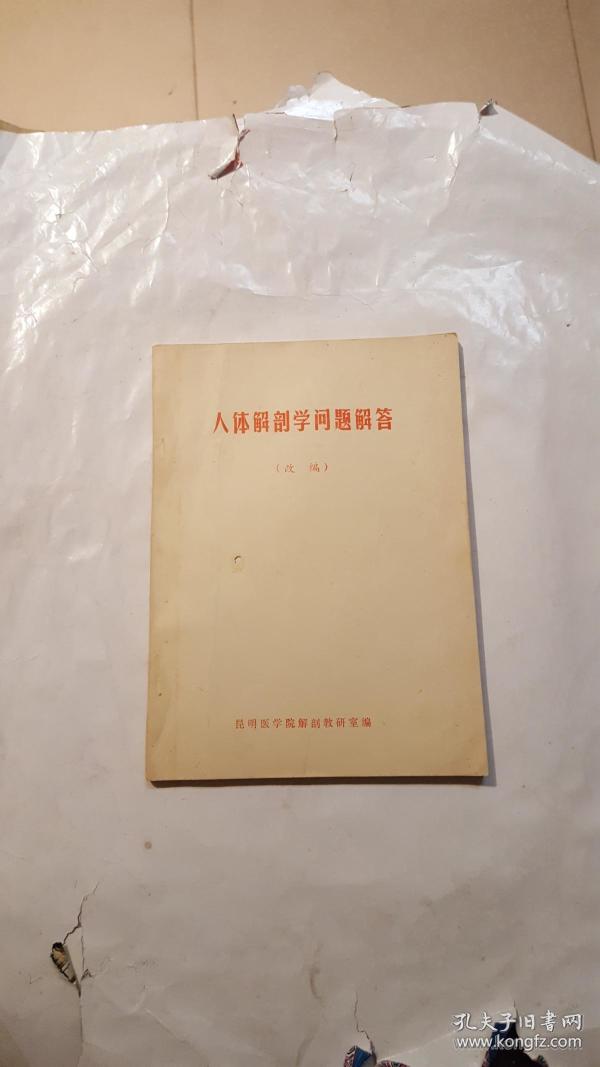 人体解剖学问题解答
（改 编）
昆明医学院解剖教研室编
孔夫子旧书网
www.kongfz.com